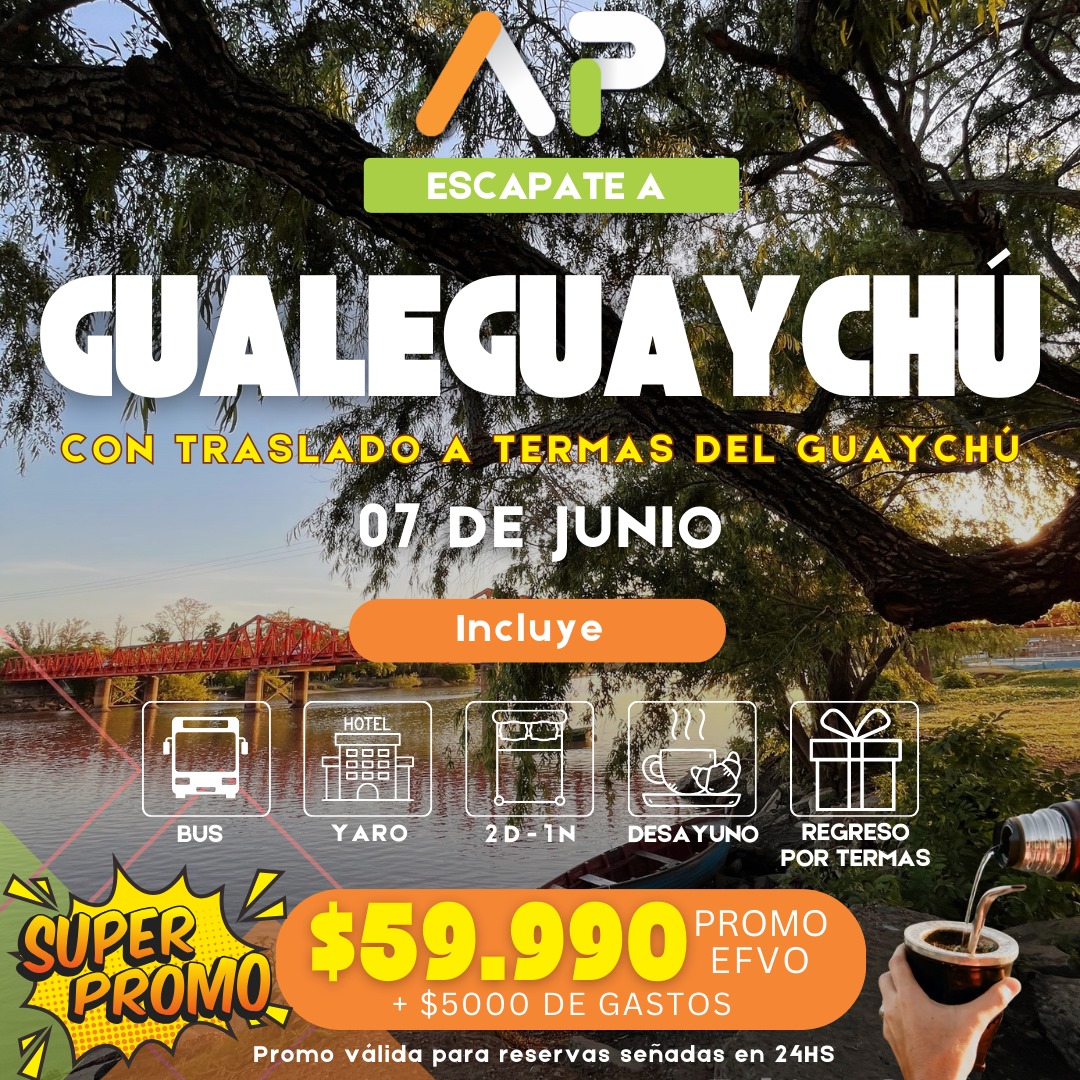 AP
ESCAPATE A
GUALEGUAYCHÚ
CON TRASLADO A TERMAS DEL GUAYCHÚ
07 DE JUNIO
Incluye
HOTEL
BUS
YARO
2D-1N
DESAYUNO
REGRESO
POR TERMAS
SUPER
PROMO
$59.990
PROMO
EFVO
+ $5000 DE GASTOS
Promo válida para reservas señadas en 24HS